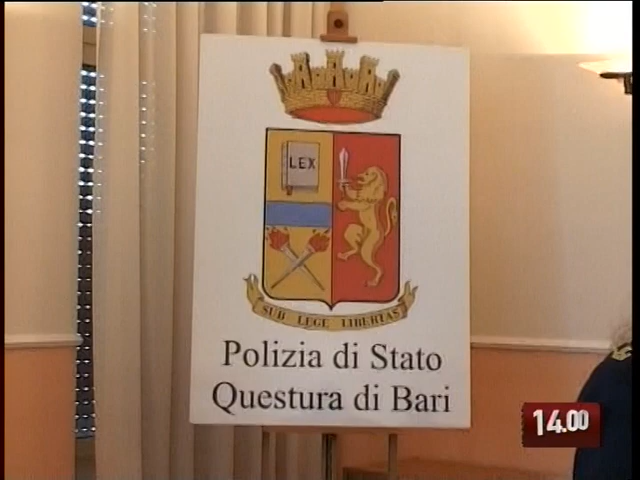 LEX
SUB LEGE LIBERTAS
Polizia di Stato
Questura di Bari
14.00